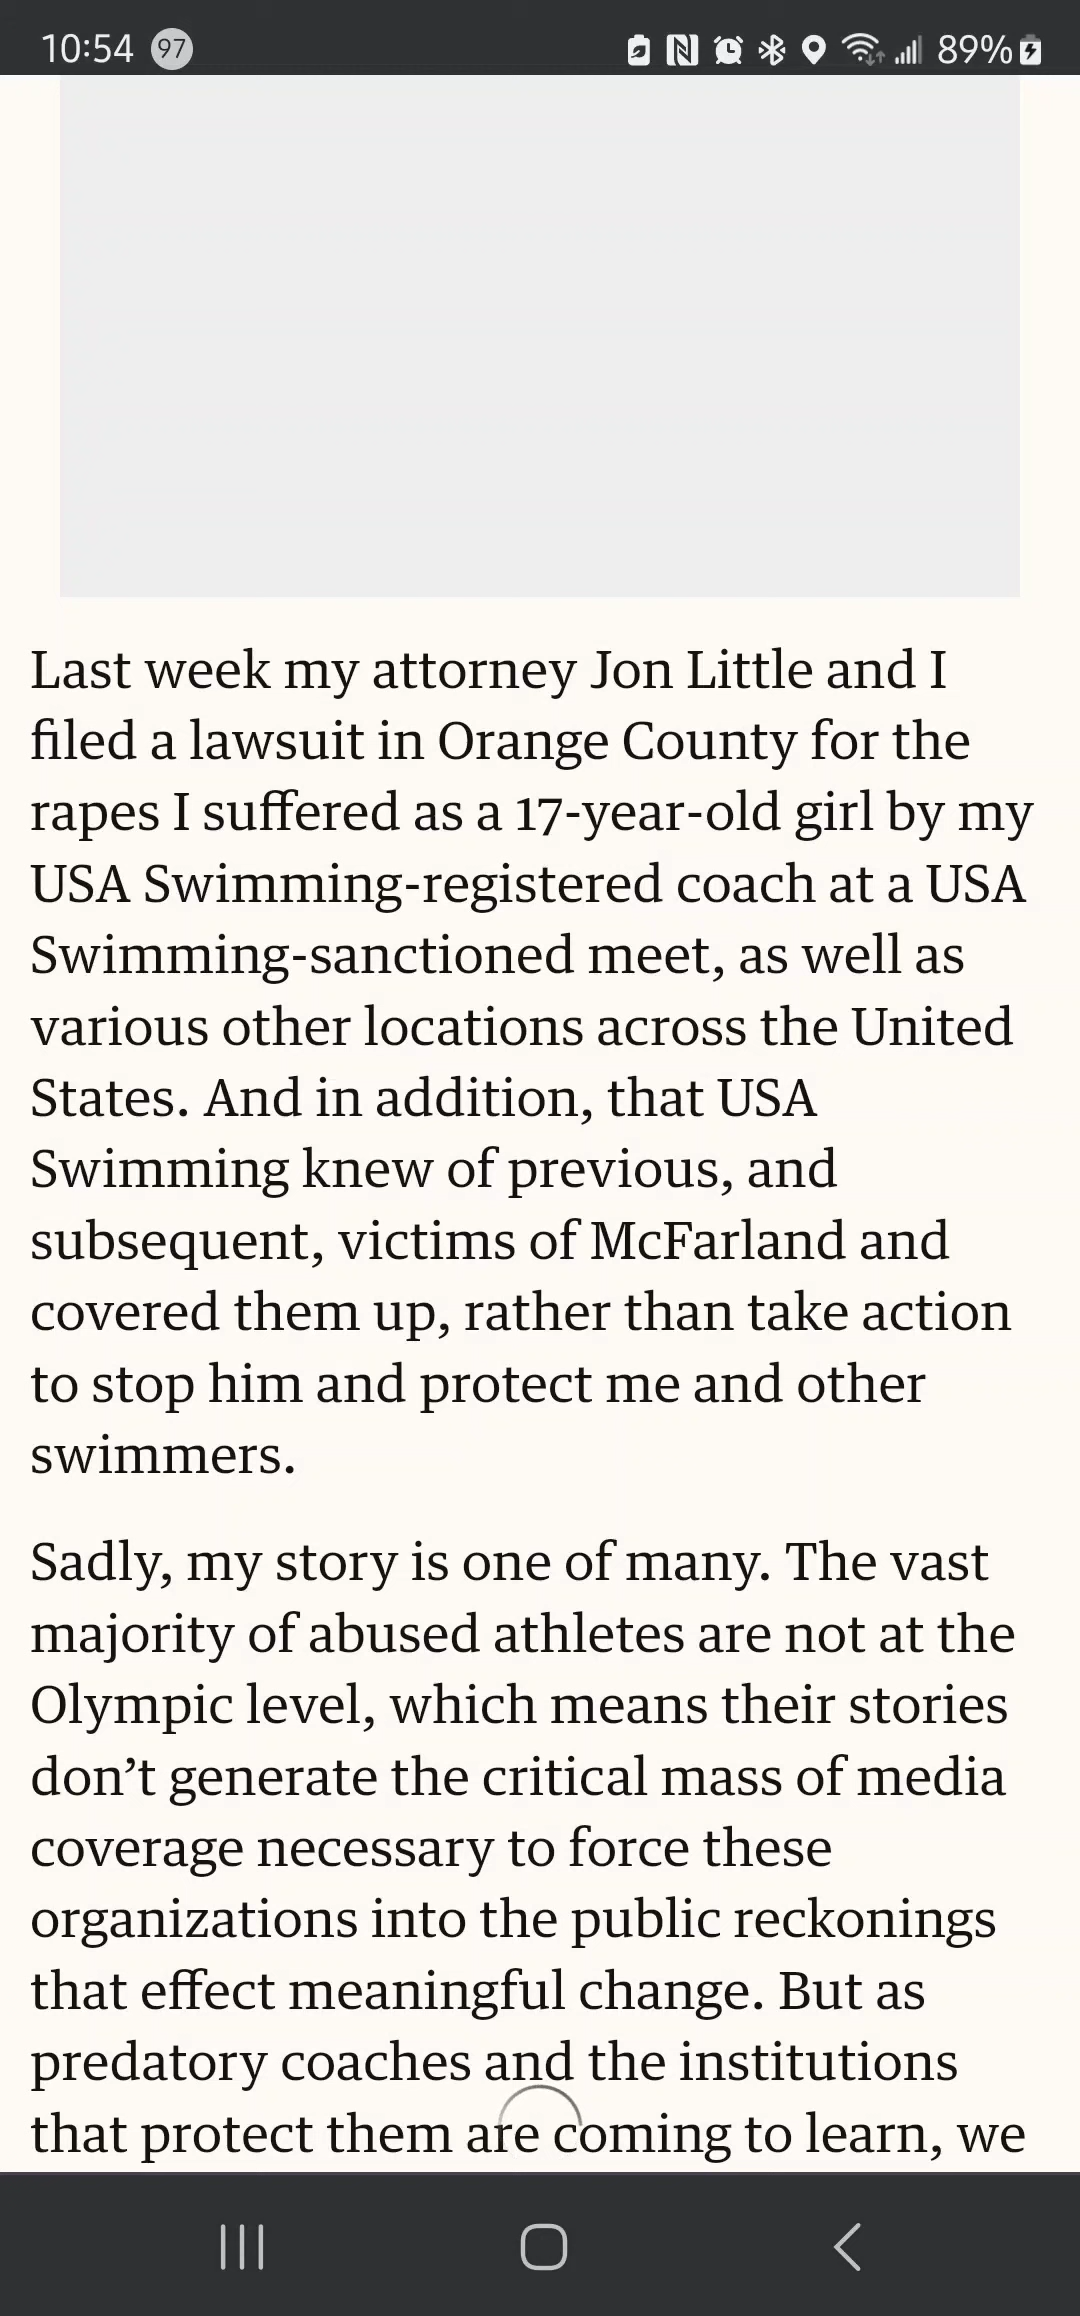 10:54 97 89%
Last week my attorney Jon Little and I
filed a lawsuit in Orange County for the
rapes I suffered as a 17-year-old girl by my
USA Swimming-registered coach at a USA
Swimming-sanctioned meet, as well as
various other locations across the United
States. And in addition, that USA
Swimming knew of previous, and
subsequent, victims of McFarland and
covered them up, rather than take action
to stop him and protect me and other
swimmers.
Sadly, my story is one of many. The vast
majority of abused athletes are not at the
Olympic level, which means their stories
don’t generate the critical mass of media
coverage necessary to force these
organizations into the public reckonings
that effect meaningful change. But as
predatory coaches and the institutions
that protect them are coming to learn, we